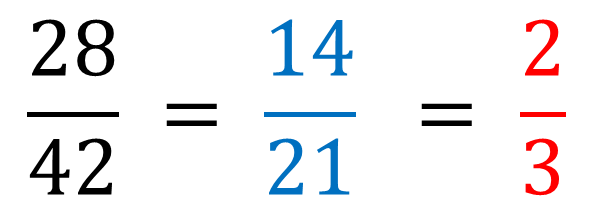 28/42 = 14/21 = 2/3